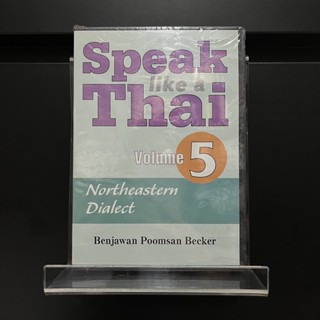 Speak
like a
Thai
Volume 5
Northeastern
Dialect
Benjawan Poomsan Becker